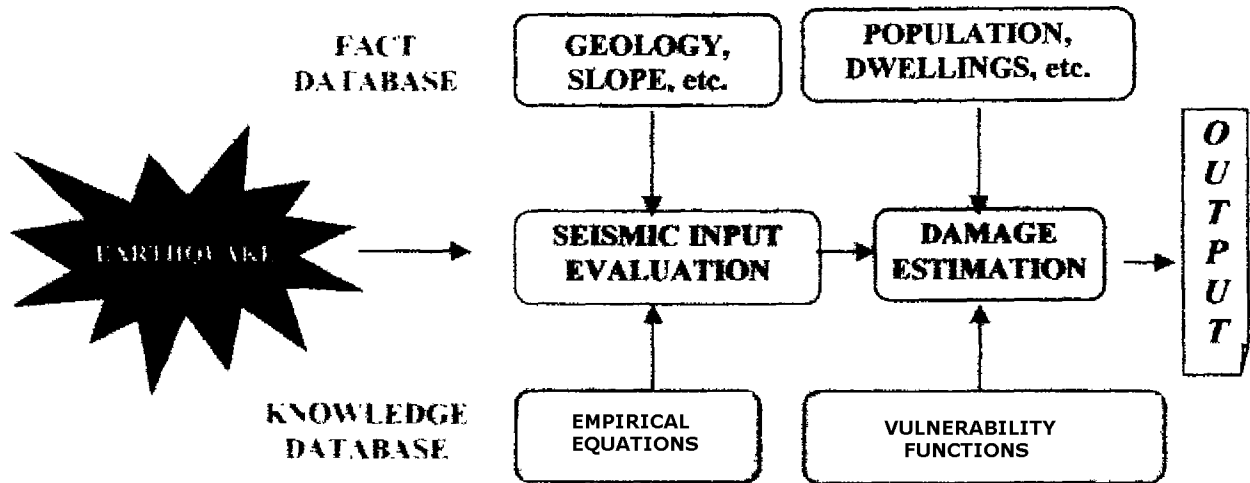 FACT
DATABASE
GEOLOGY,
SLOPE, etc.
POPULATION,
DWELLINGS, etc.
EARTHQUAKE
SEISMIC INPUT
EVALUATION
DAMAGE
ESTIMATION
O
U
T
P
U
T
KNOWLEDGE
DATABASE
EMPIRICAL
EQUATIONS
VULNERABILITY
FUNCTIONS